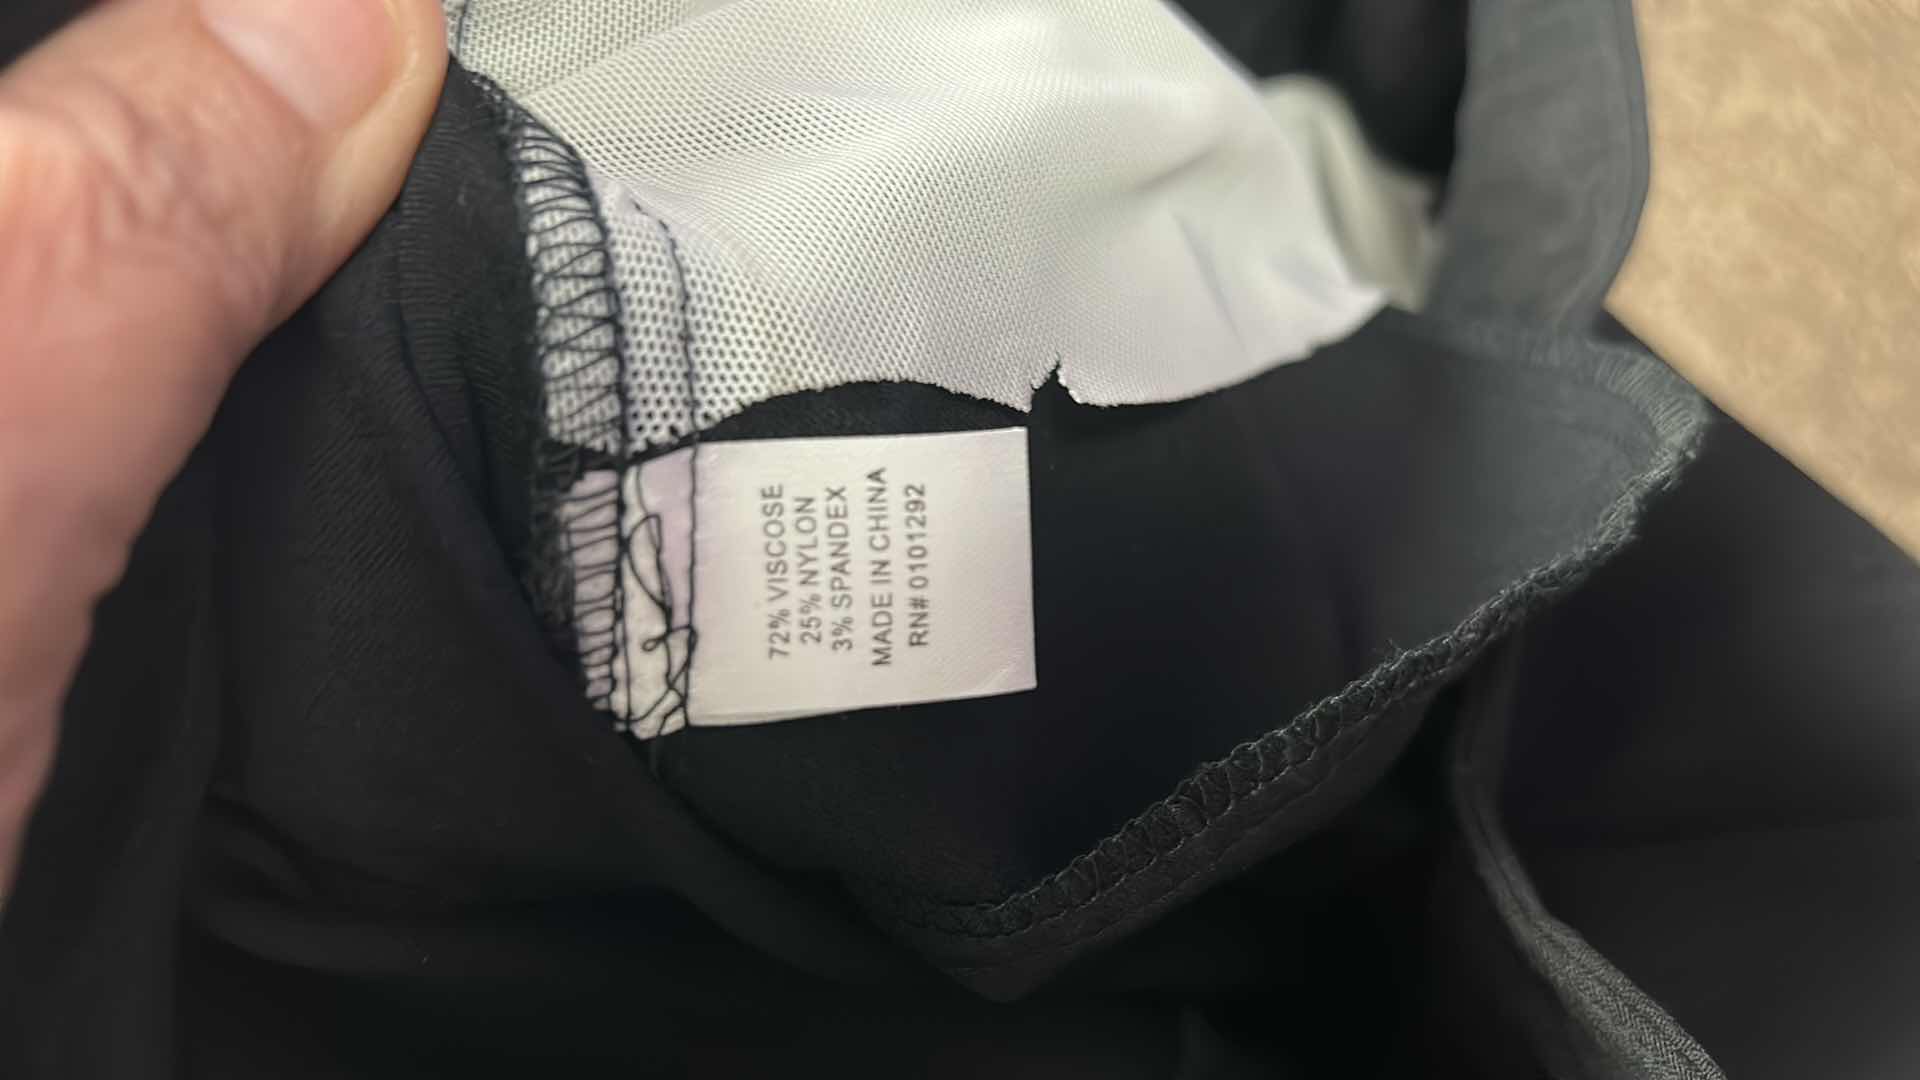 72% VISCOSE
25% NYLON
3% SPANDEX
MADE IN CHINA
RN# 0101292